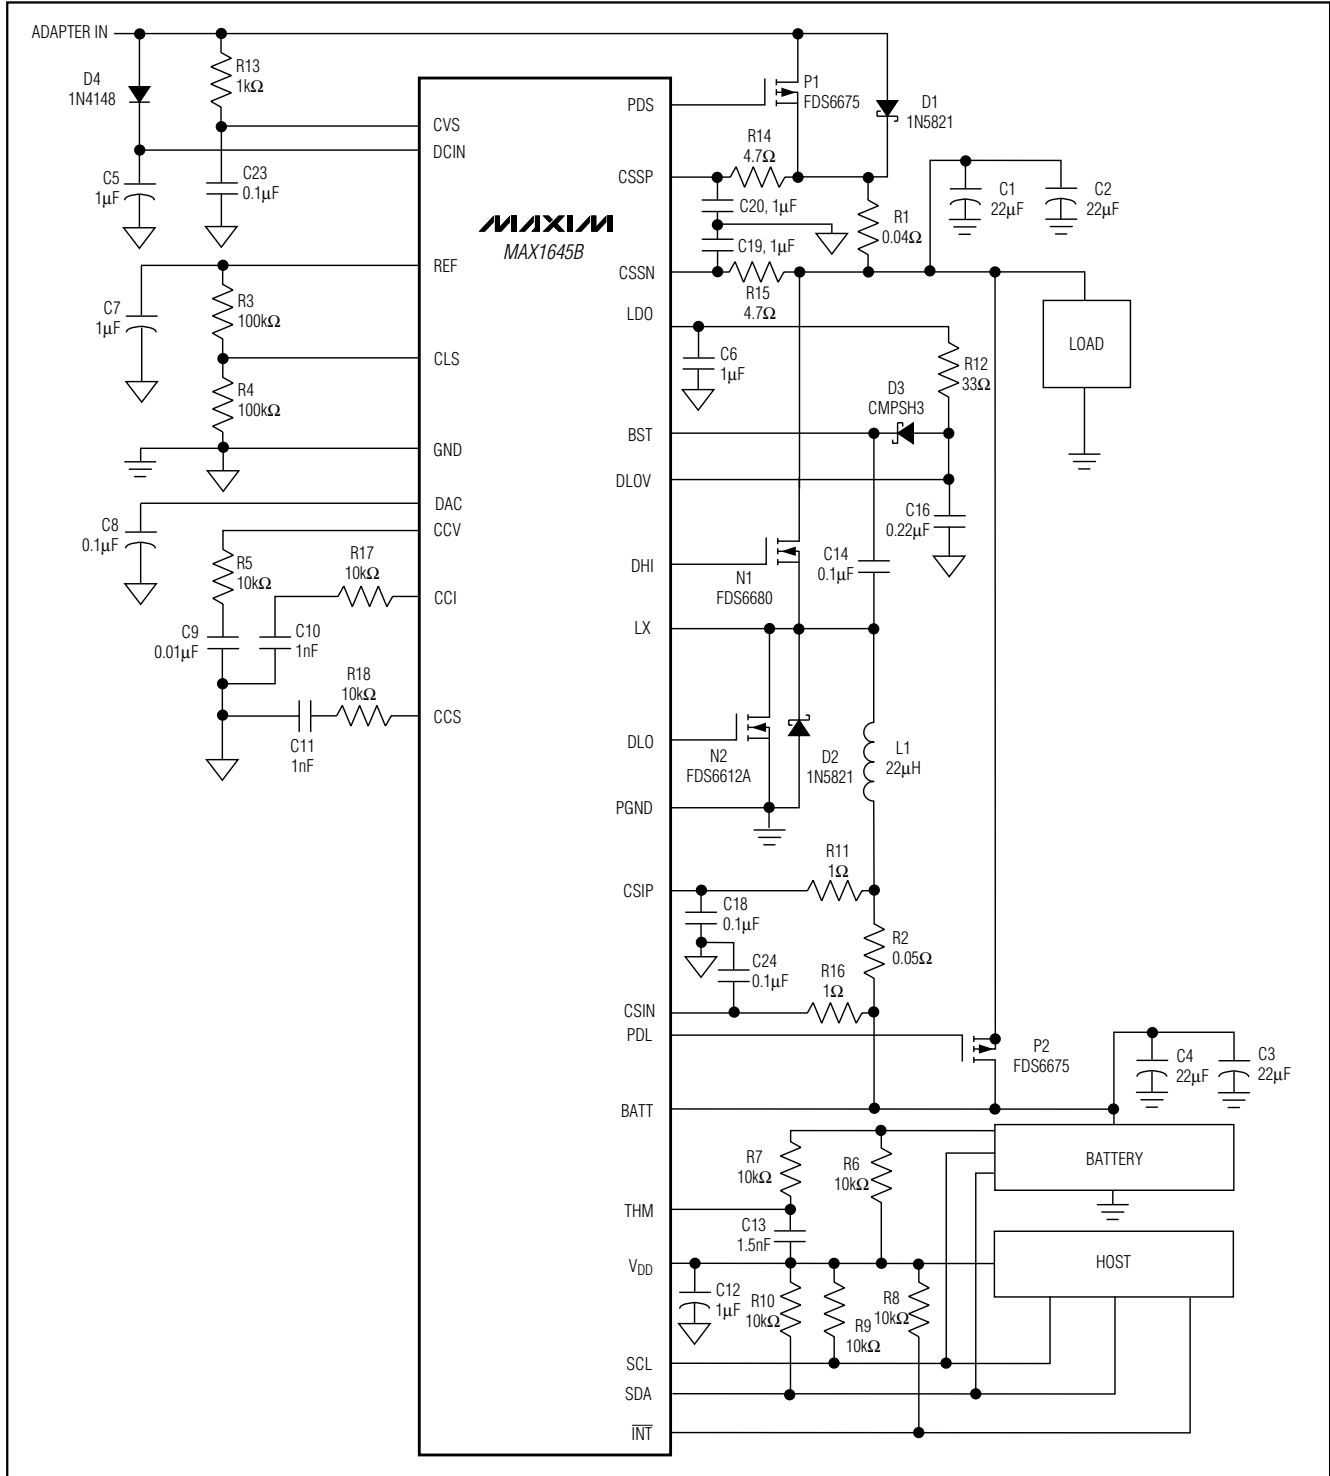 ADAPTER IN
D4
1N4148
R13
1kΩ
C5
1µF
C23
0.1µF
C7
1µF
R3
100kΩ
R4
100kΩ
C8
0.1µF
R5
10kΩ
R17
10kΩ
C9
0.01µF
C10
1nF
R18
10kΩ
C11
1nF
CVS
DCIN
REF
CLS
GND
DAC
CCV
CCI
CCS
MAXIM
MAX1645B
PDS
CSSP
CSSN
LDO
BST
DLOV
DHI
LX
DLO
PGND
CSIP
CSIN
PDL
BATT
THM
VDD
SCL
SDA
INT
P1
FDS6675
D1
1N5821
R14
4.7Ω
C20, 1µF
C19, 1µF
R15
4.7Ω
R1
0.04Ω
C1
22µF
C2
22µF
LOAD
C6
1µF
R12
33Ω
D3
CMPSH3
C16
0.22µF
C14
0.1µF
N1
FDS6680
N2
FDS6612A
D2
1N5821
L1
22µH
R11
1Ω
C18
0.1µF
C24
0.1µF
R2
0.05Ω
R16
1Ω
P2
FDS6675
C4
22µF
C3
22µF
BATTERY
R7
10kΩ
R6
10kΩ
C13
1.5nF
HOST
C12
1µF
R10
10kΩ
R9
10kΩ
R8
10kΩ